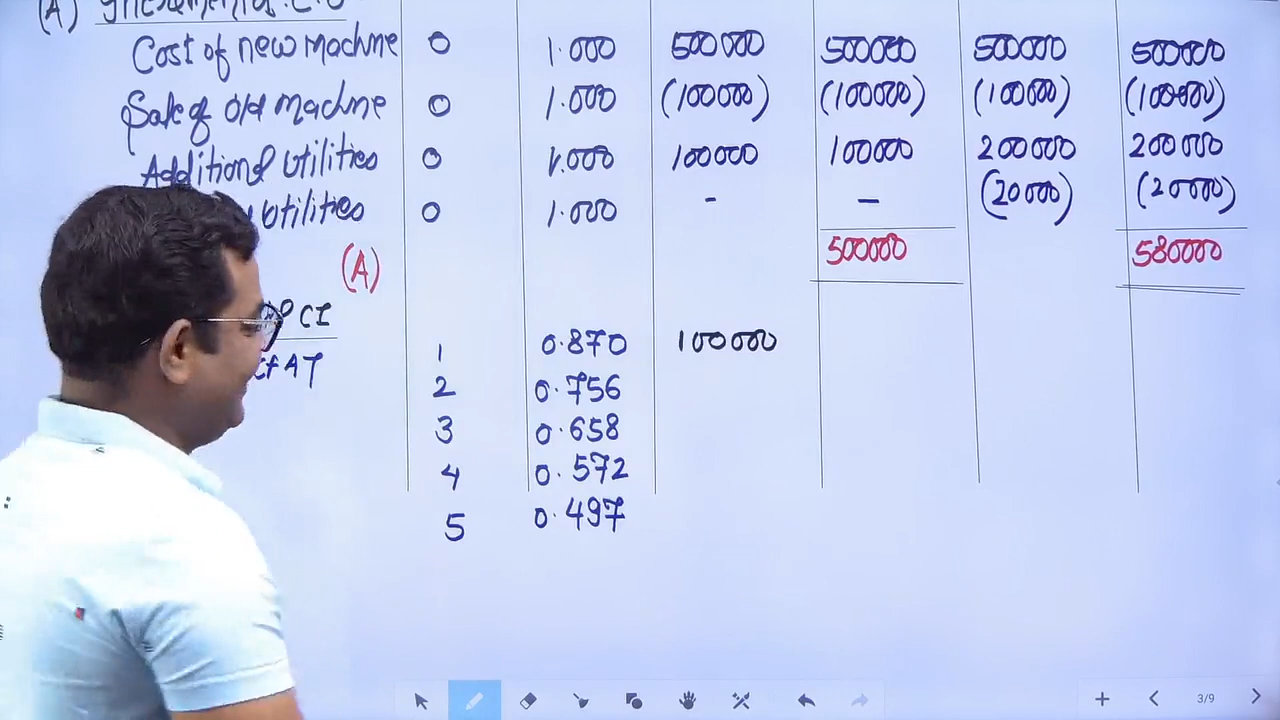 (A)
Cost of new machine 0 1.000 500000 500000 500000 500000
Sale of old machine 0 1.000 (100000) (100000) (100000) (100000)
Additional Utilities 0 1.000 100000 100000 200000 200000
Utilities 0 1.000 - - (20000) (20000)
(A) 500000 580000
CI
1 0.870 100000
CFAT
2 0.756
3 0.658
4 0.572
5 0.497
3/9